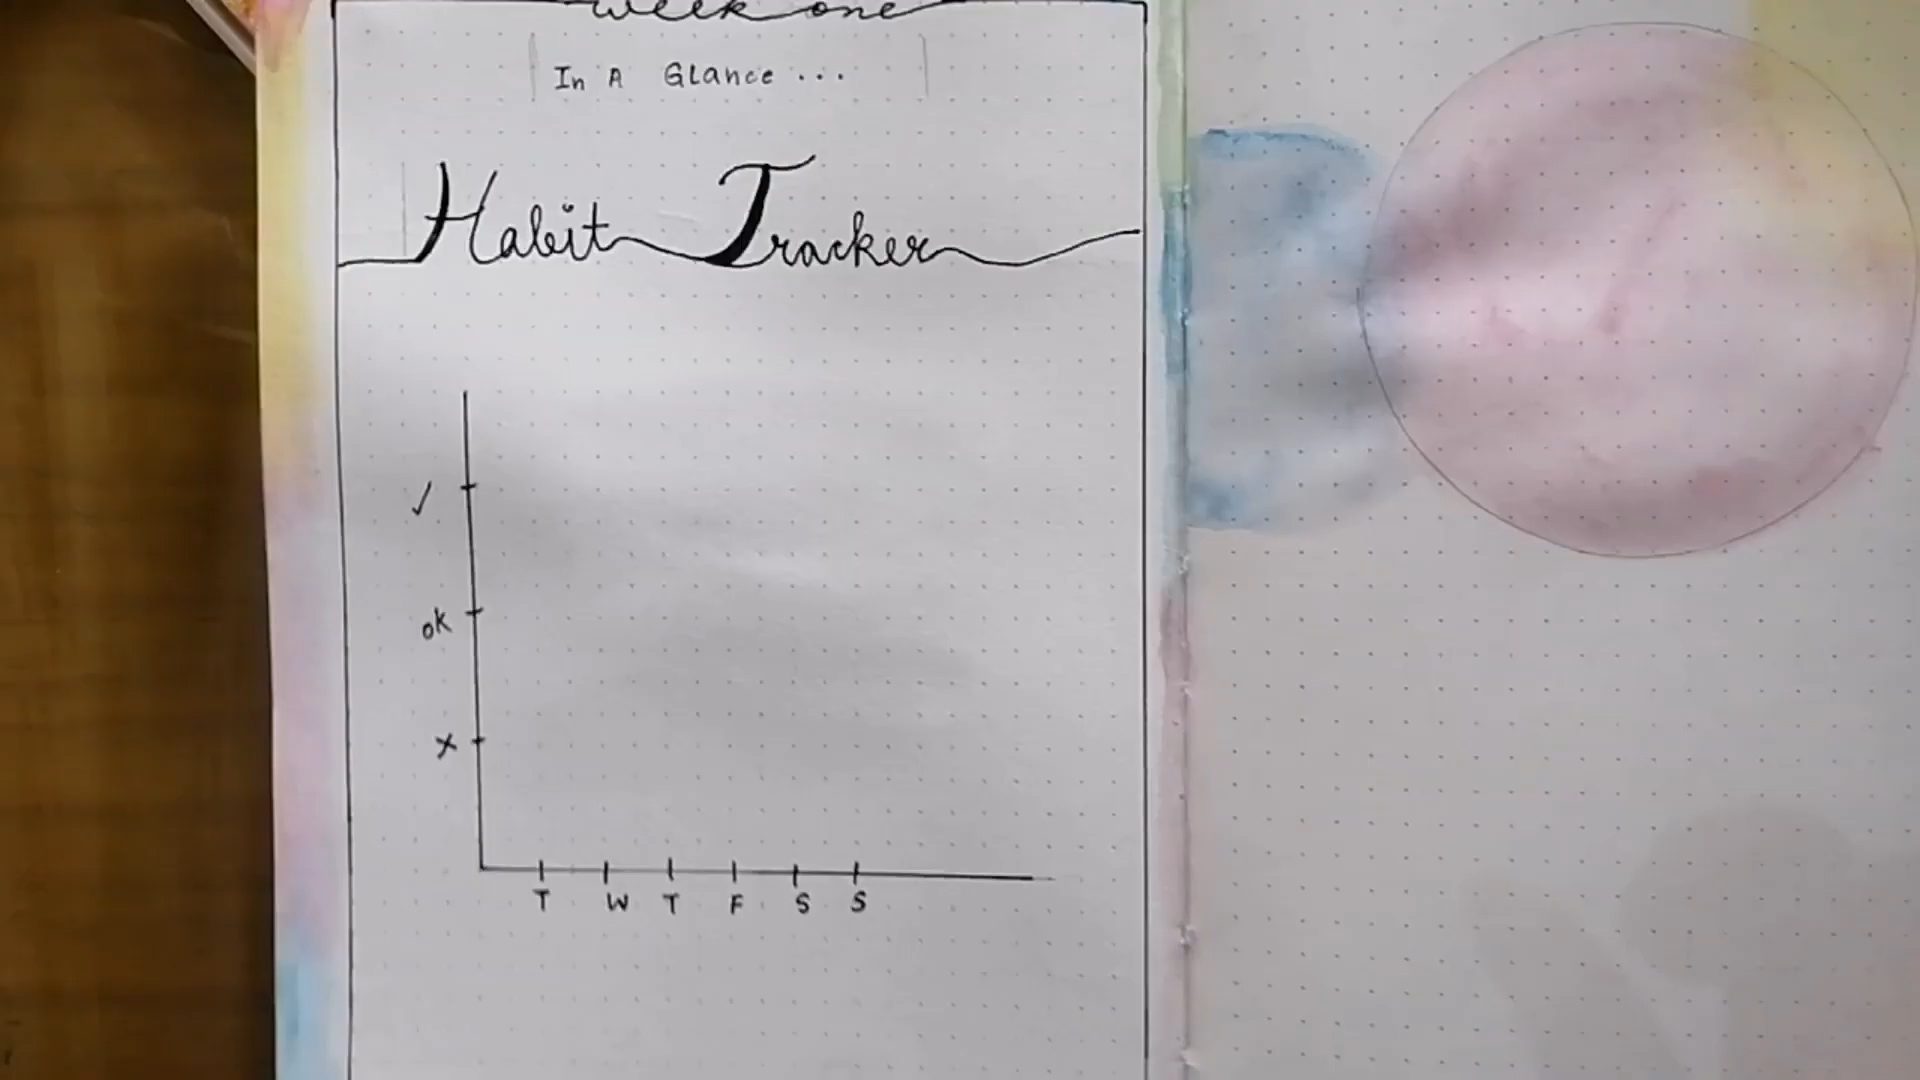 week one
In A Glance...
Habit Tracker
✓
ok
x
T W T F S S